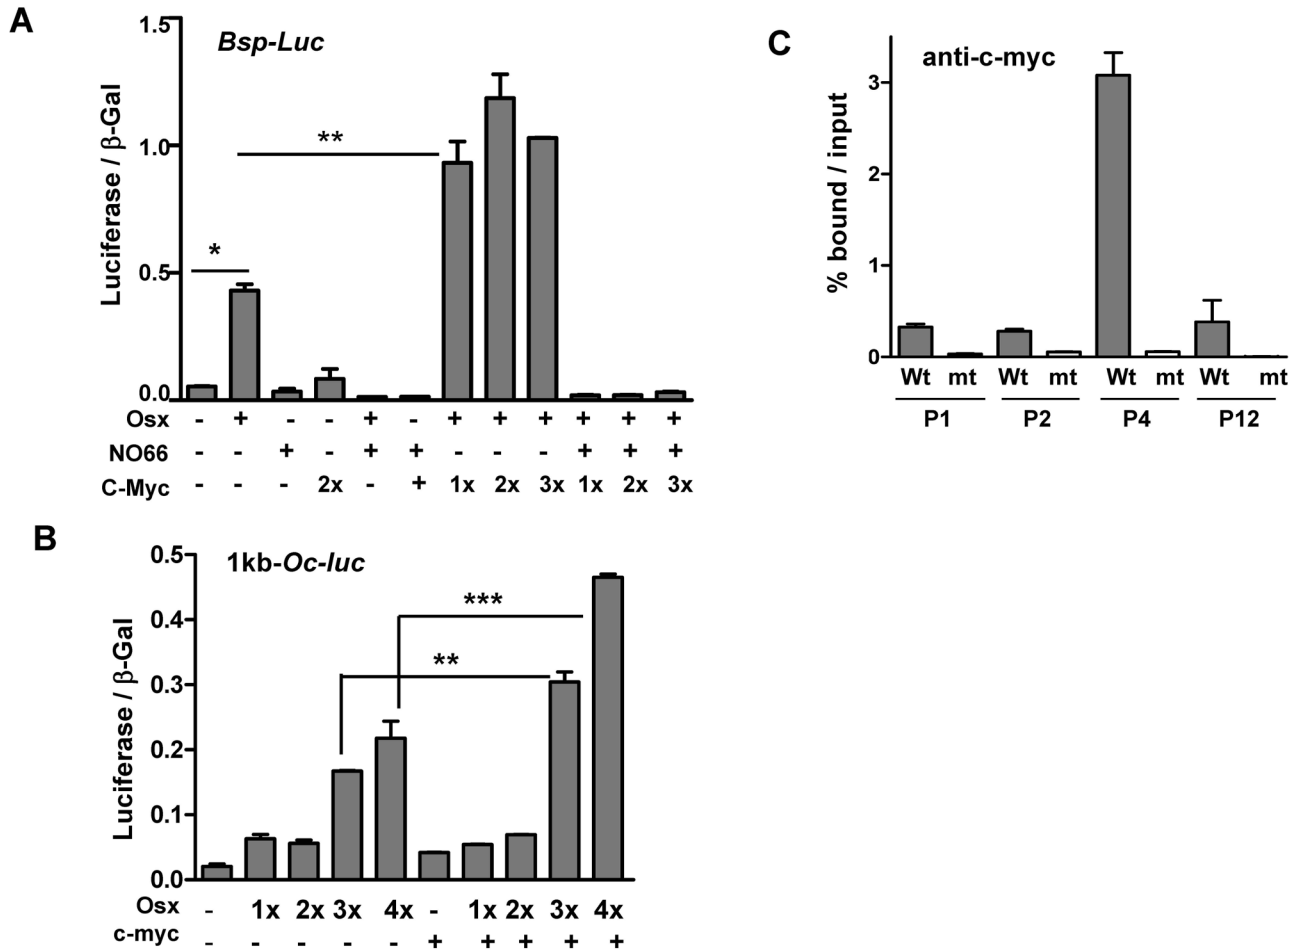 A
Bsp-Luc
Luciferase / β-Gal
1.5
1.0
0.5
0.0
*
**
Osx - + - - + - + + + + + +
NO66 - - + - + + - - - + + +
C-Myc - - - 2x - + 1x 2x 3x 1x 2x 3x
B
1kb-Oc-luc
Luciferase / β-Gal
0.5
0.4
0.3
0.2
0.1
0.0
***
**
Osx - 1x 2x 3x 4x - 1x 2x 3x 4x
c-myc - - - - - + + + + +
C
anti-c-myc
% bound / input
3
2
1
0
Wt mt Wt mt Wt mt Wt mt
P1 P2 P4 P12